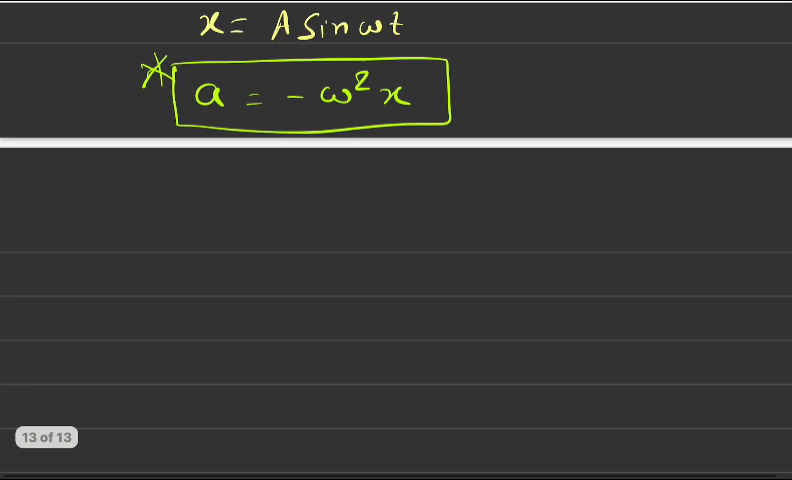 x = A Sin ωt
a = - ω² x
13 of 13